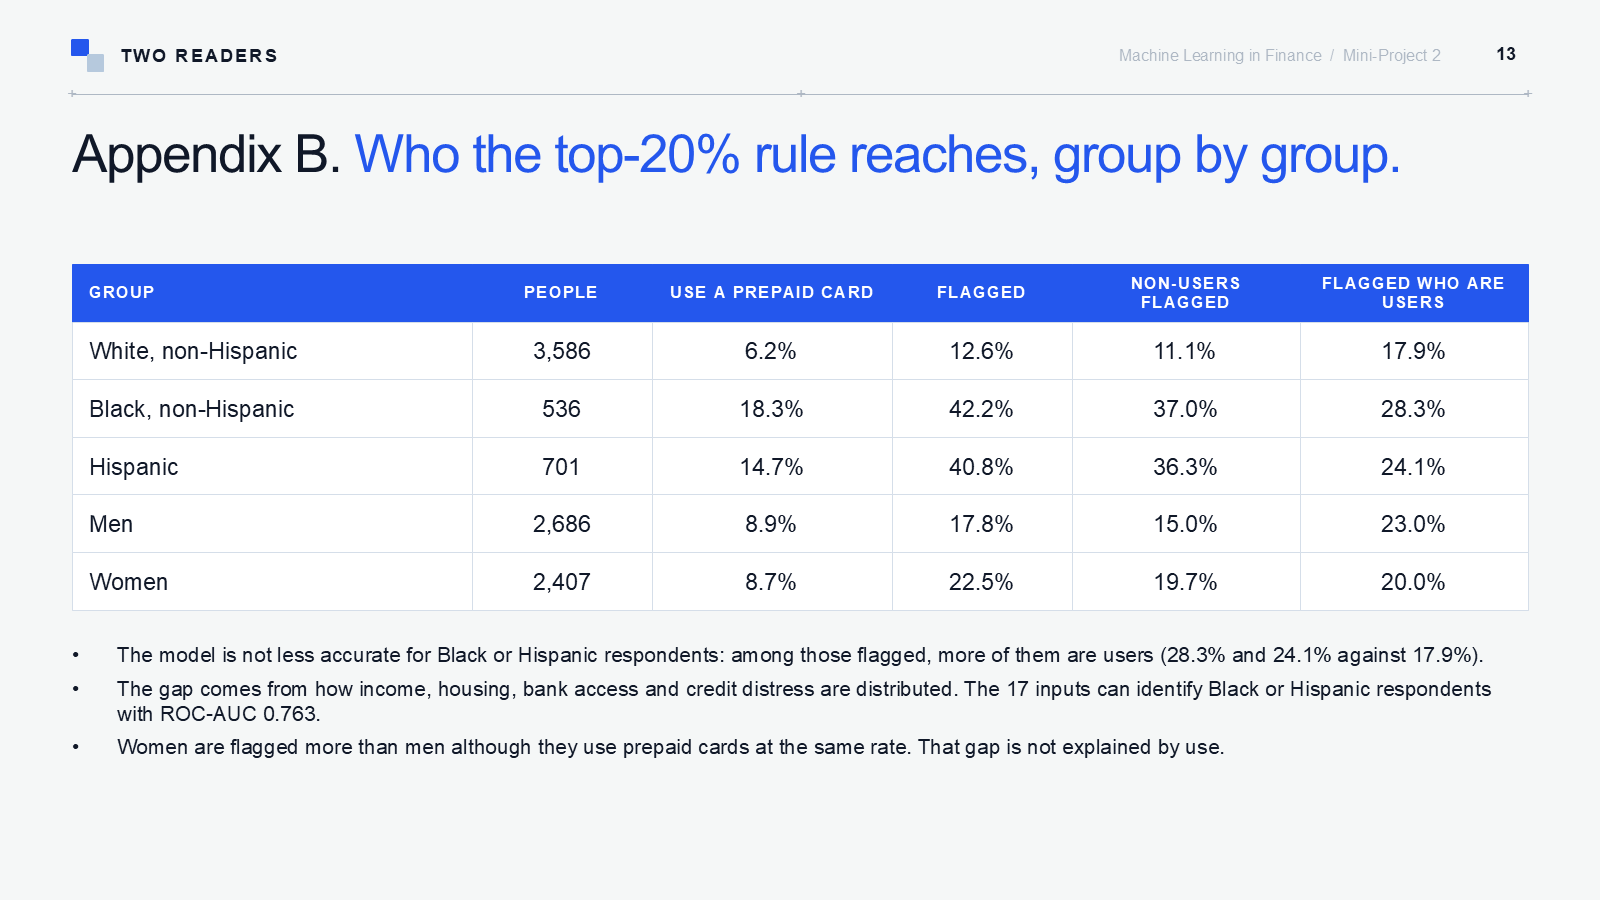 TWO READERS
Machine Learning in Finance / Mini-Project 2
13
Appendix B. Who the top-20% rule reaches, group by group.
GROUP PEOPLE USE A PREPAID CARD FLAGGED NON-USERS FLAGGED FLAGGED WHO ARE USERS
White, non-Hispanic 3,586 6.2% 12.6% 11.1% 17.9%
Black, non-Hispanic 536 18.3% 42.2% 37.0% 28.3%
Hispanic 701 14.7% 40.8% 36.3% 24.1%
Men 2,686 8.9% 17.8% 15.0% 23.0%
Women 2,407 8.7% 22.5% 19.7% 20.0%
• The model is not less accurate for Black or Hispanic respondents: among those flagged, more of them are users (28.3% and 24.1% against 17.9%).
• The gap comes from how income, housing, bank access and credit distress are distributed. The 17 inputs can identify Black or Hispanic respondents
with ROC-AUC 0.763.
• Women are flagged more than men although they use prepaid cards at the same rate. That gap is not explained by use.